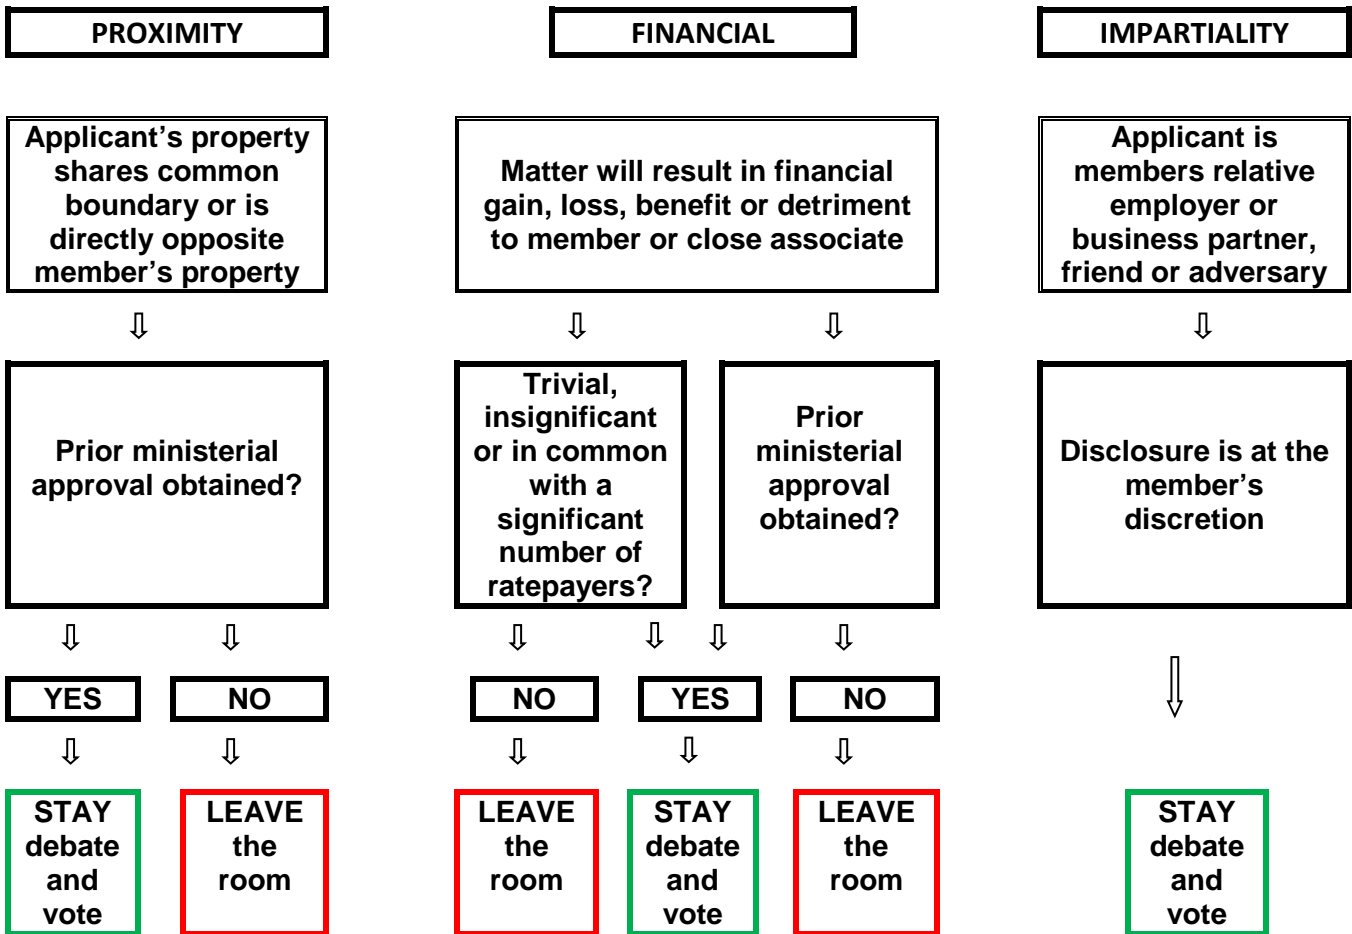 PROXIMITY
FINANCIAL
IMPARTIALITY
Applicant’s property
shares common
boundary or is
directly opposite
member’s property
Matter will result in financial
gain, loss, benefit or detriment
to member or close associate
Applicant is
members relative
employer or
business partner,
friend or adversary
Prior ministerial
approval obtained?
Trivial,
insignificant
or in common
with a
significant
number of
ratepayers?
Prior
ministerial
approval
obtained?
Disclosure is at the
member’s
discretion
YES
NO
NO
YES
NO
STAY
debate
and
vote
LEAVE
the
room
LEAVE
the
room
STAY
debate
and
vote
LEAVE
the
room
STAY
debate
and
vote